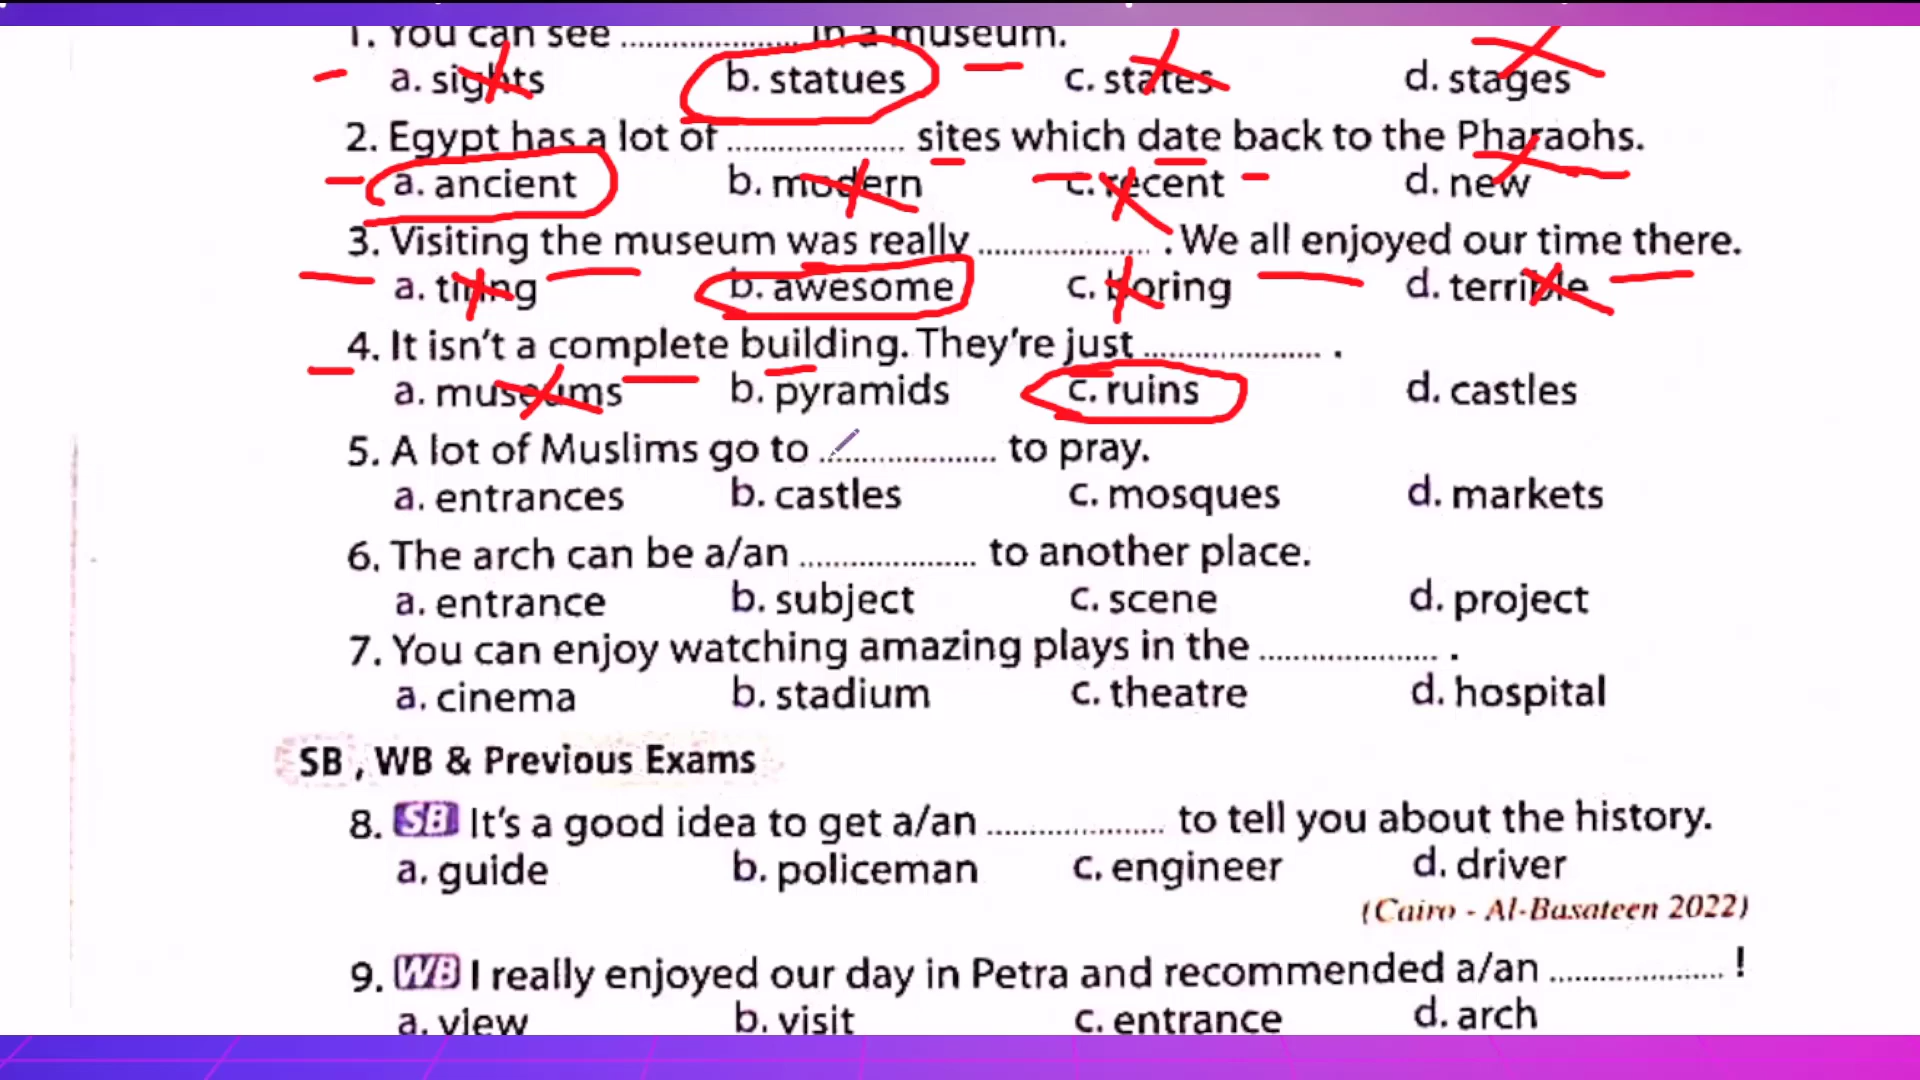 1. You can see .................... in a museum.
a. sights b. statues c. states d. stages
2. Egypt has a lot of .................... sites which date back to the Pharaohs.
a. ancient b. modern c. recent d. new
3. Visiting the museum was really .................... . We all enjoyed our time there.
a. tiring b. awesome c. boring d. terrible
4. It isn't a complete building. They're just .................... .
a. museums b. pyramids c. ruins d. castles
5. A lot of Muslims go to .................... to pray.
a. entrances b. castles c. mosques d. markets
6. The arch can be a/an .................... to another place.
a. entrance b. subject c. scene d. project
7. You can enjoy watching amazing plays in the .................... .
a. cinema b. stadium c. theatre d. hospital
SB , WB & Previous Exams
8. SB It's a good idea to get a/an .................... to tell you about the history.
a. guide b. policeman c. engineer d. driver
(Cairo - Al-Basateen 2022)
9. WB I really enjoyed our day in Petra and recommended a/an .................... !
a. view b. visit c. entrance d. arch